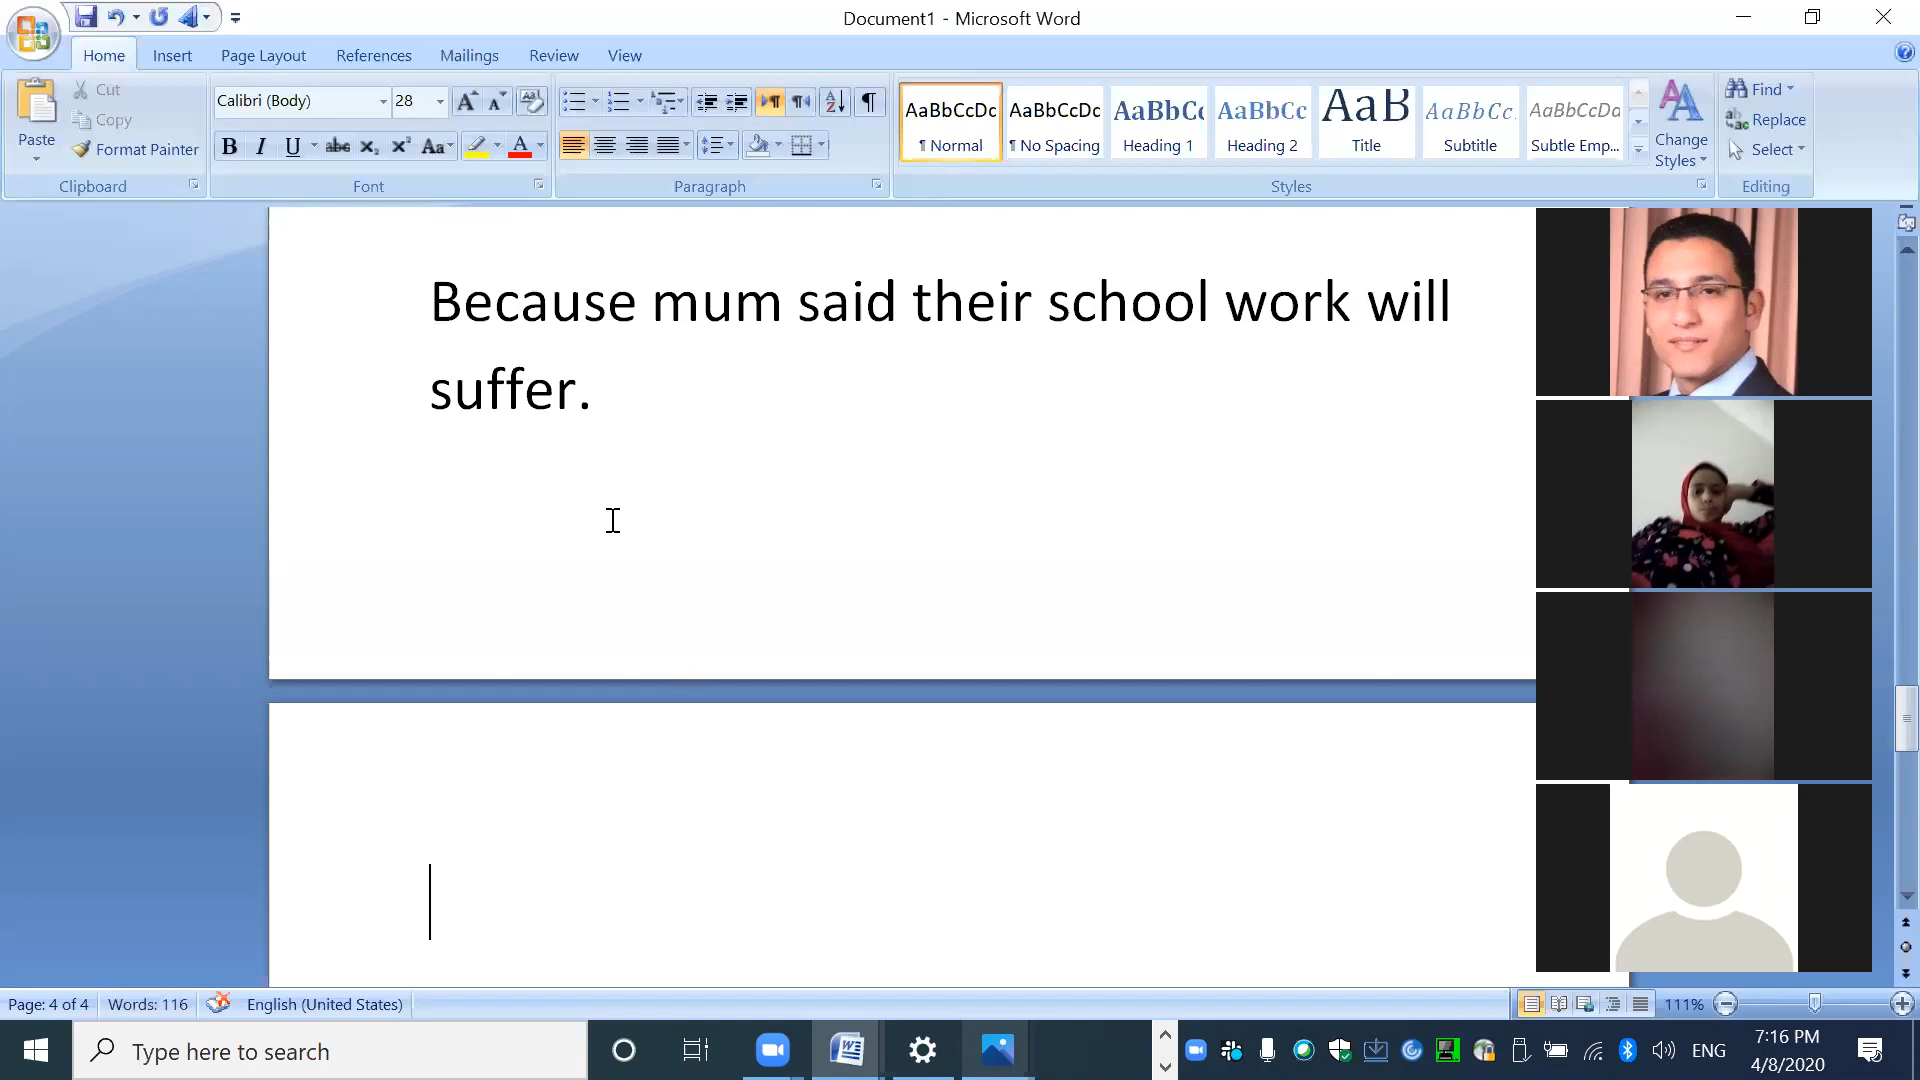 Document1 - Microsoft Word
Home Insert Page Layout References Mailings Review View
Paste
Cut
Copy
Format Painter
Clipboard
Calibri (Body) 28
B I U abc x₂ x² Aa A
Font
Paragraph
AaBbCcDc AaBbCcDc AaBbCc AaBbCc AaB AaBbCc. AaBbCcDa
¶ Normal ¶ No Spacing Heading 1 Heading 2 Title Subtitle Subtle Emp...
Change
Styles
Styles
Find
Replace
Select
Editing
Because mum said their school work will
suffer.
Page: 4 of 4 Words: 116 English (United States) 111%
Type here to search
ENG
7:16 PM
4/8/2020